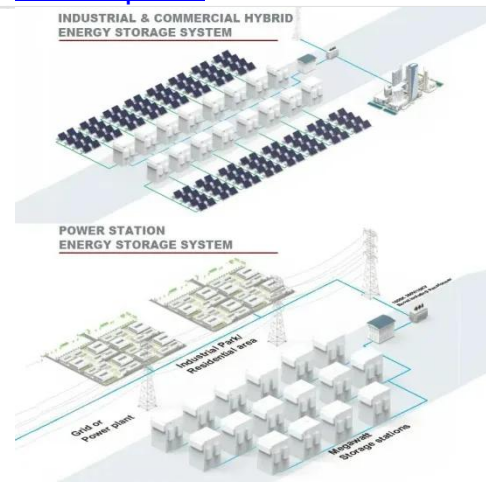 INDUSTRIAL & COMMERCIAL HYBRID
ENERGY STORAGE SYSTEM
POWER STATION
ENERGY STORAGE SYSTEM
Industrial Park/
Residential area
Grid or
Power plant
Megawatt
Storage stations